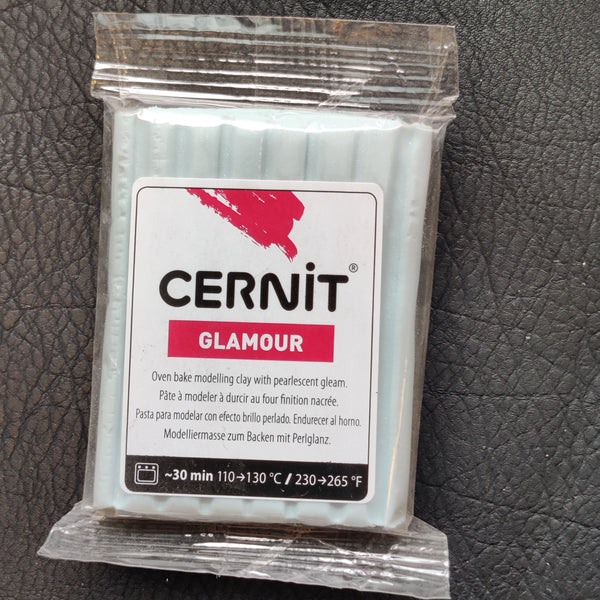 CERNiT®
GLAMOUR
Oven bake modelling clay with pearlescent gleam.
Pâte à modeler à durcir au four finition nacrée.
Pasta para modelar con efecto brillo perlado. Endurecer al horno.
Modelliermasse zum Backen mit Perlglanz.
~30 min 110→130 °C / 230→265 °F